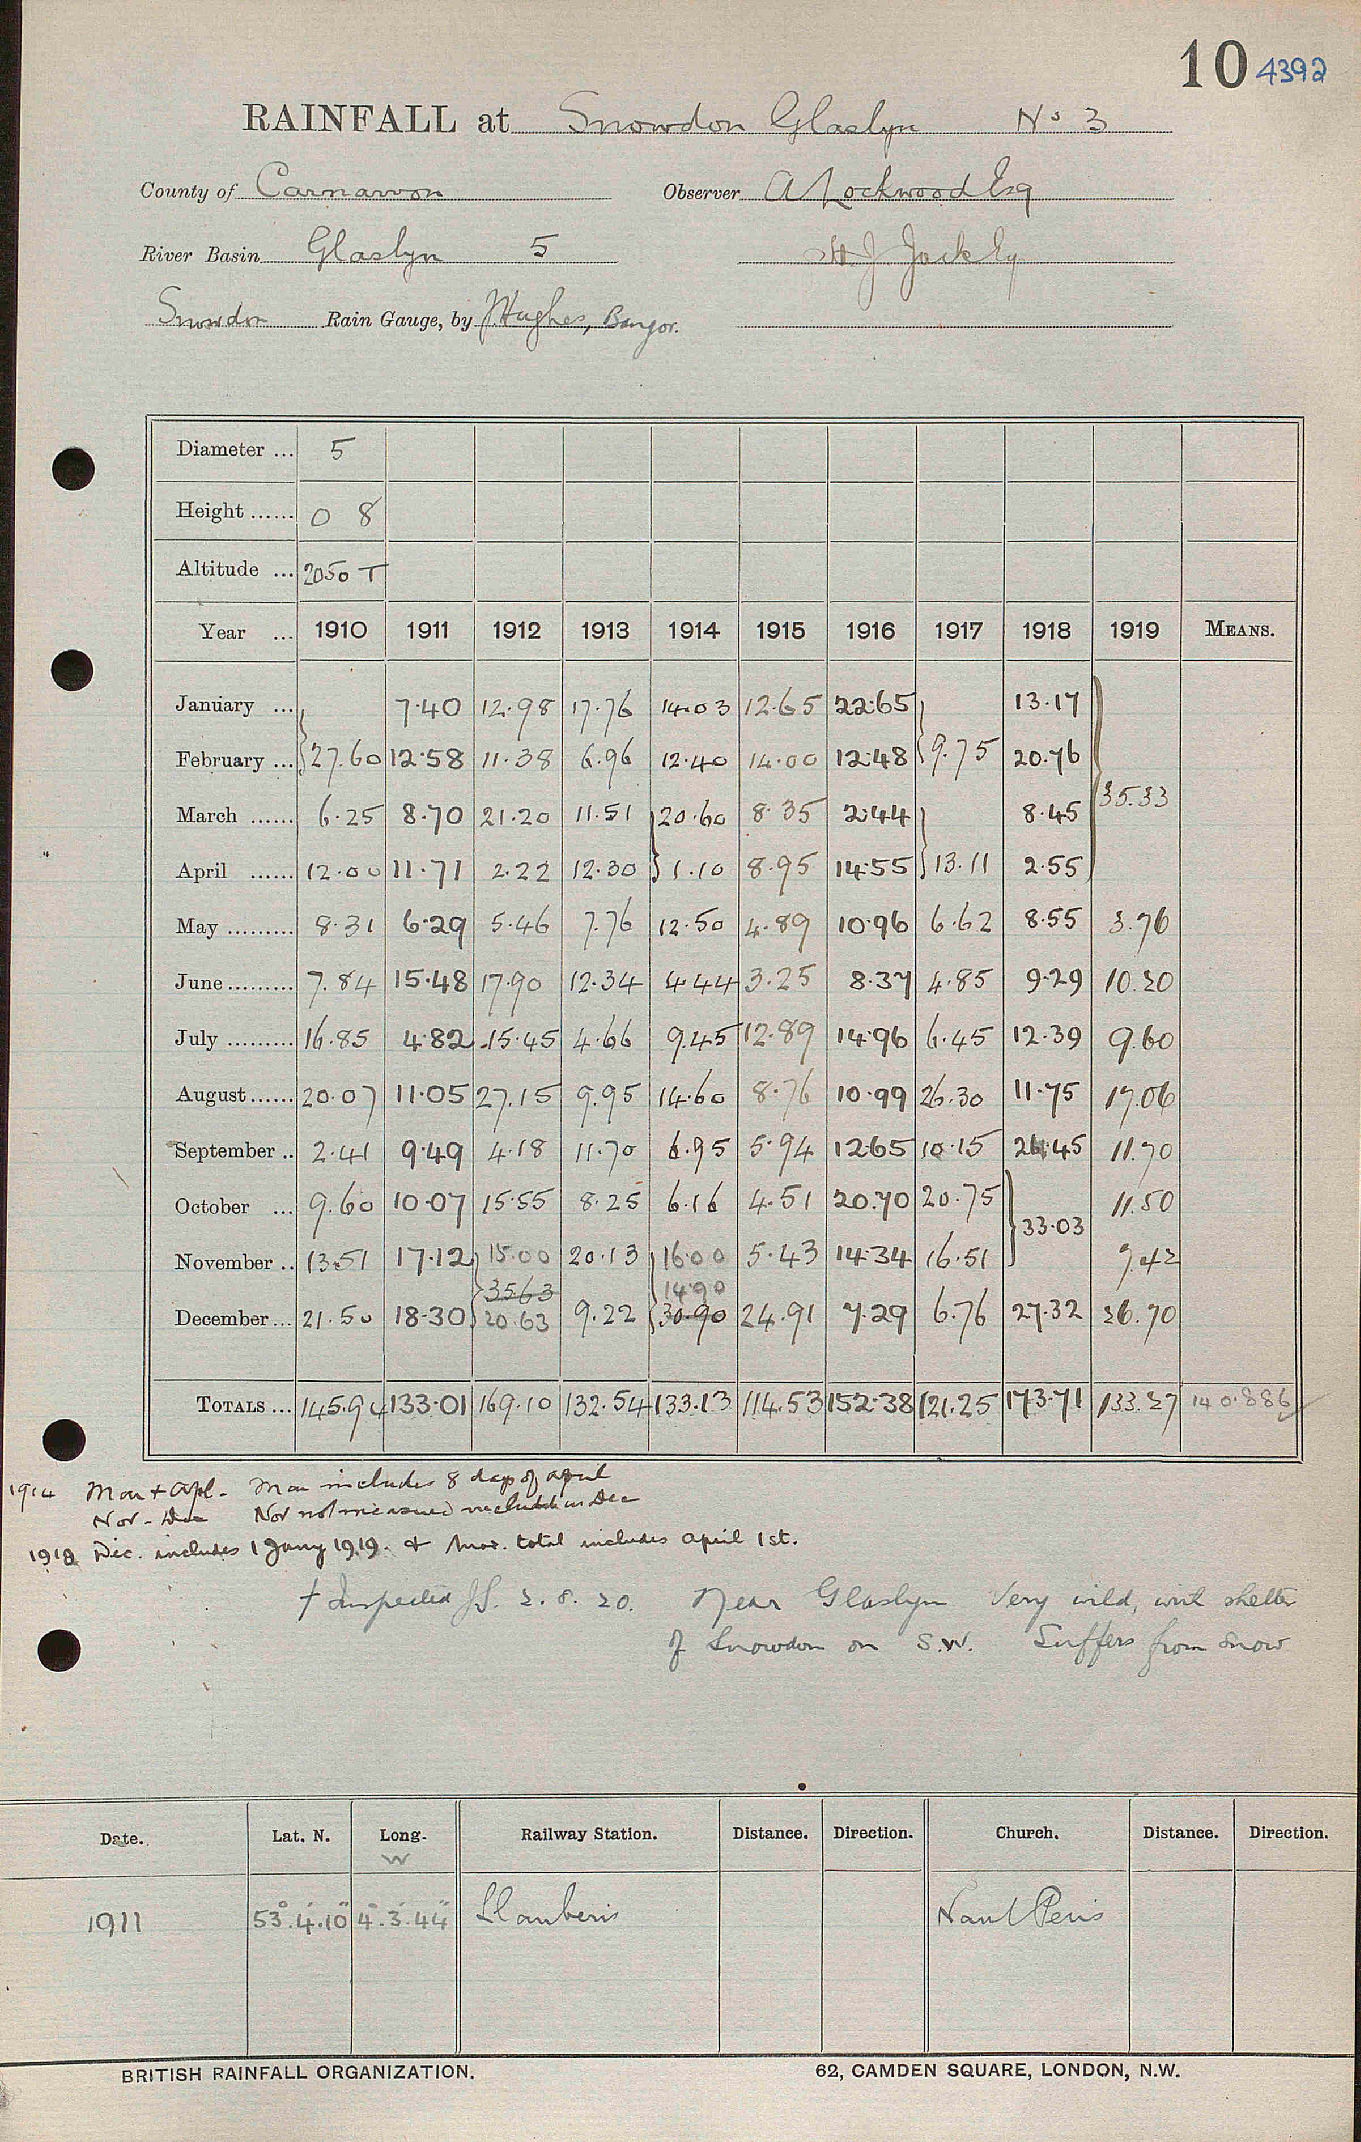 10 4392
RAINFALL at Snowdon Glaslyn No 3
County of Carnarvon Observer A Lockwood Esq
River Basin Glaslyn 5 H J Jack Esq
Snowdon Rain Gauge, by J Hughes, Bangor.
Diameter ... 5
Height ...... 0 8
Altitude ... 2050 T
Year ... 1910 1911 1912 1913 1914 1915 1916 1917 1918 1919 MEANS.
January ... 7.40 12.98 17.76 14.03 12.65 22.65 13.17
February ... 27.60 12.58 11.38 6.96 12.40 14.00 12.48 9.75 20.76
March ...... 6.25 8.70 21.20 11.51 20.60 8.35 2.44 8.45 35.33
April ...... 12.00 11.71 2.22 12.30 1.10 8.95 14.55 13.11 2.55
May ......... 8.31 6.29 5.46 7.76 12.50 4.89 10.96 6.62 8.55 3.76
June ......... 7.84 15.48 17.90 12.34 4.44 3.25 8.37 4.85 9.29 10.20
July ......... 16.85 4.82 15.45 4.66 9.45 12.89 14.96 6.45 12.39 9.60
August ...... 20.07 11.05 27.15 9.95 14.60 8.76 10.99 26.30 11.75 17.06
September .. 2.41 9.49 4.18 11.70 6.95 5.94 12.65 10.15 26.45 11.70
October ... 9.60 10.07 15.55 8.25 6.16 4.51 20.70 20.75 33.03 11.50
November .. 13.51 17.12 15.00 20.13 16.00 5.43 14.34 16.51 7.42
35.63 14.90
December ... 21.50 18.30 20.63 9.22 30.90 24.91 7.29 6.76 27.32 26.70
TOTALS ... 145.94 133.01 169.10 132.54 133.13 114.53 152.38 121.25 173.71 133.27 140.886
1914 Mar + Apl - Mar includes 8 days of April
Nov - Dec Nov not measured included in Dec
1918 Dec. includes 1 Jany 1919. & Mar. total includes April 1st.
† Inspected 2.8.20. Near Glaslyn Very wild, with shelter
of Snowdon on S.W. Suffers from snow
Date. Lat. N. Long. W Railway Station. Distance. Direction. Church. Distance. Direction.
1911 53°.4'.10" 4°.3'.44" Llanberis Nant Peris
BRITISH RAINFALL ORGANIZATION. 62, CAMDEN SQUARE, LONDON, N.W.